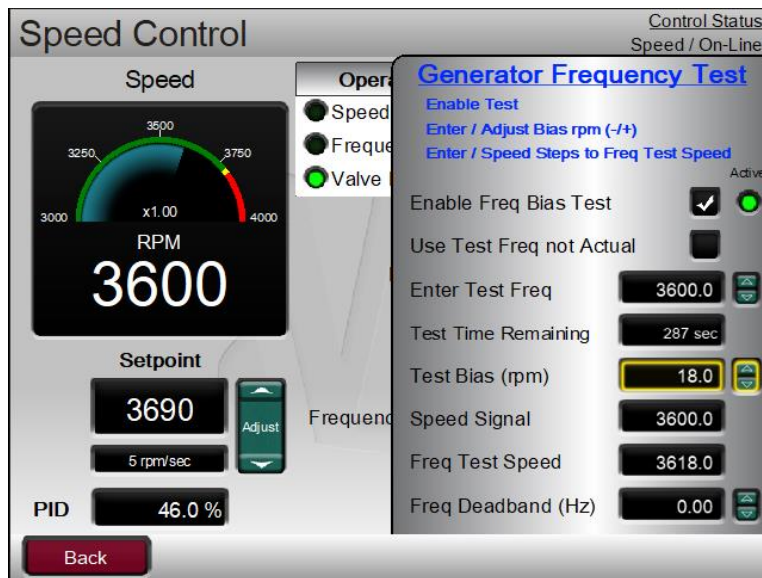 Speed Control
Control Status
Speed / On-Line
Speed
3000
3250
3500
3750
4000
x1.00
RPM
3600
Setpoint
3690
Adjust
5 rpm/sec
PID
46.0 %
Back
Opera
Speed
Freque
Valve
Frequenc
Generator Frequency Test
Enable Test
Enter / Adjust Bias rpm (-/+)
Enter / Speed Steps to Freq Test Speed
Active
Enable Freq Bias Test
Use Test Freq not Actual
Enter Test Freq
3600.0
Test Time Remaining
287 sec
Test Bias (rpm)
18.0
Speed Signal
3600.0
Freq Test Speed
3618.0
Freq Deadband (Hz)
0.00